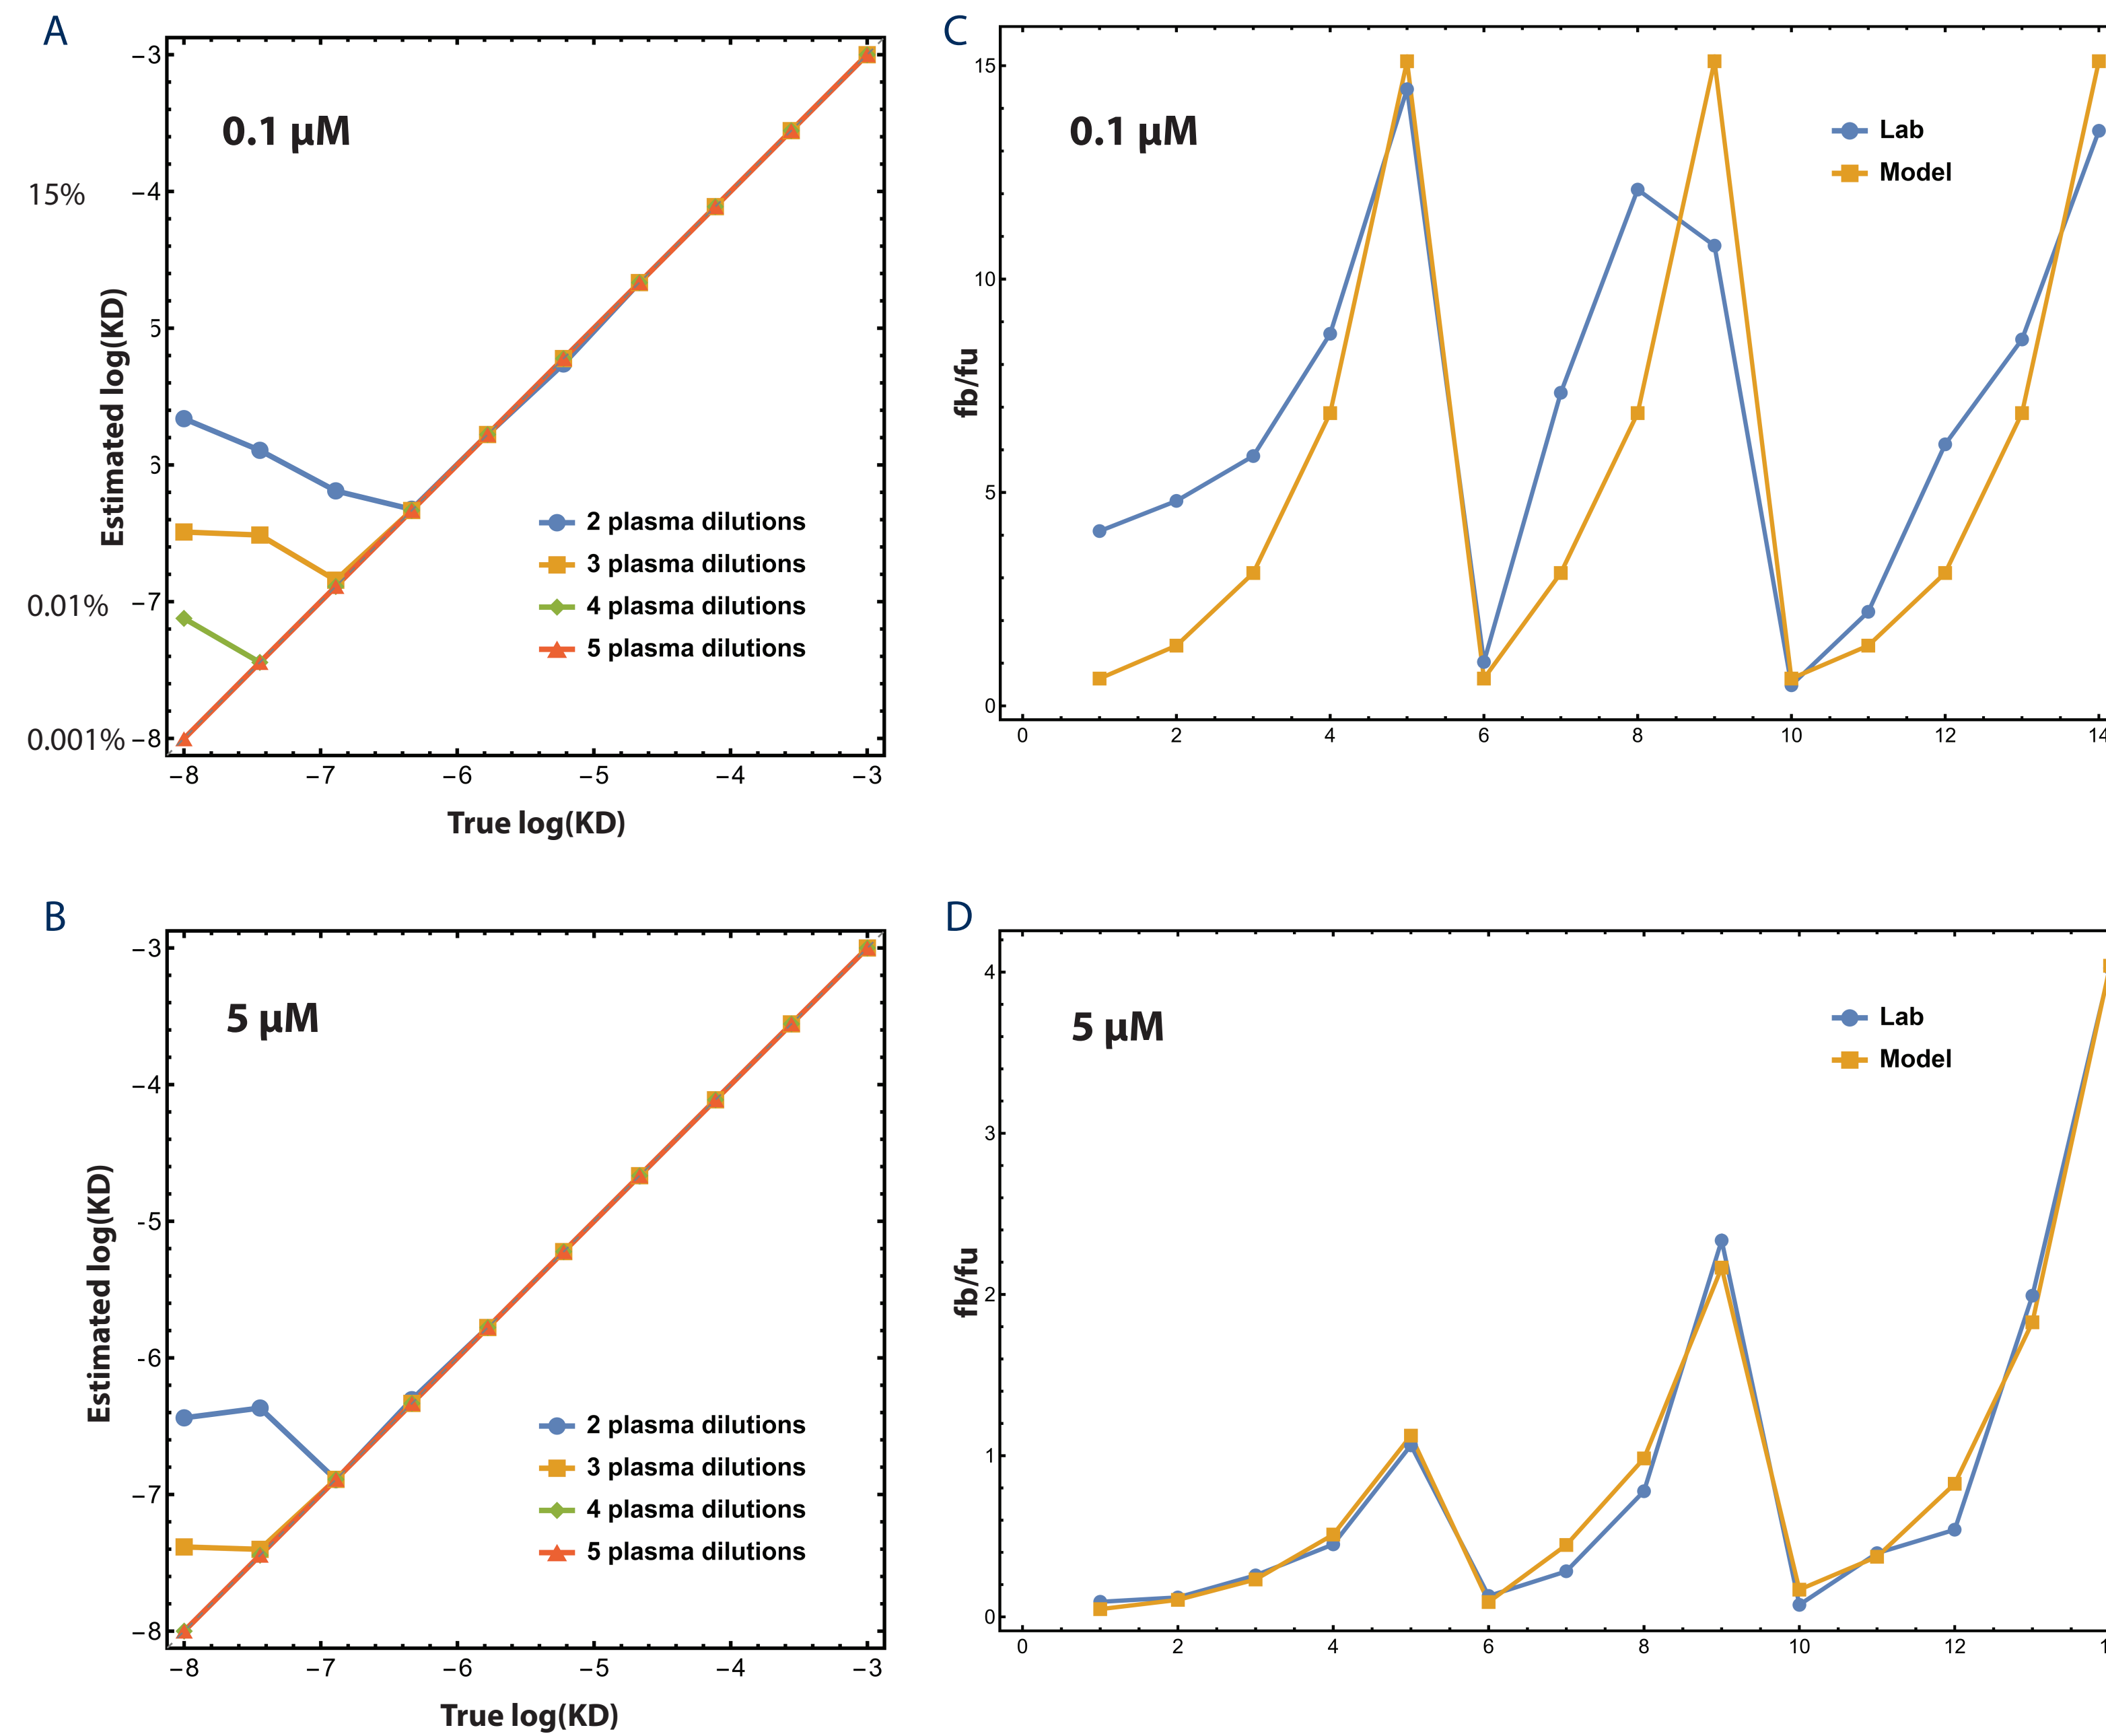 A
0.1 μM
15%
0.01%
0.001%
Estimated log(KD)
−3
−4
5
6
−7
−8
2 plasma dilutions
3 plasma dilutions
4 plasma dilutions
5 plasma dilutions
−8 −7 −6 −5 −4 −3
True log(KD)
C
0.1 μM
fb/fu
15
10
5
0
Lab
Model
0 2 4 6 8 10 12 14
B
5 μM
Estimated log(KD)
−3
−4
-5
-6
−7
−8
2 plasma dilutions
3 plasma dilutions
4 plasma dilutions
5 plasma dilutions
−8 −7 −6 −5 −4 −3
True log(KD)
D
5 μM
fb/fu
4
3
2
1
0
Lab
Model
0 2 4 6 8 10 12